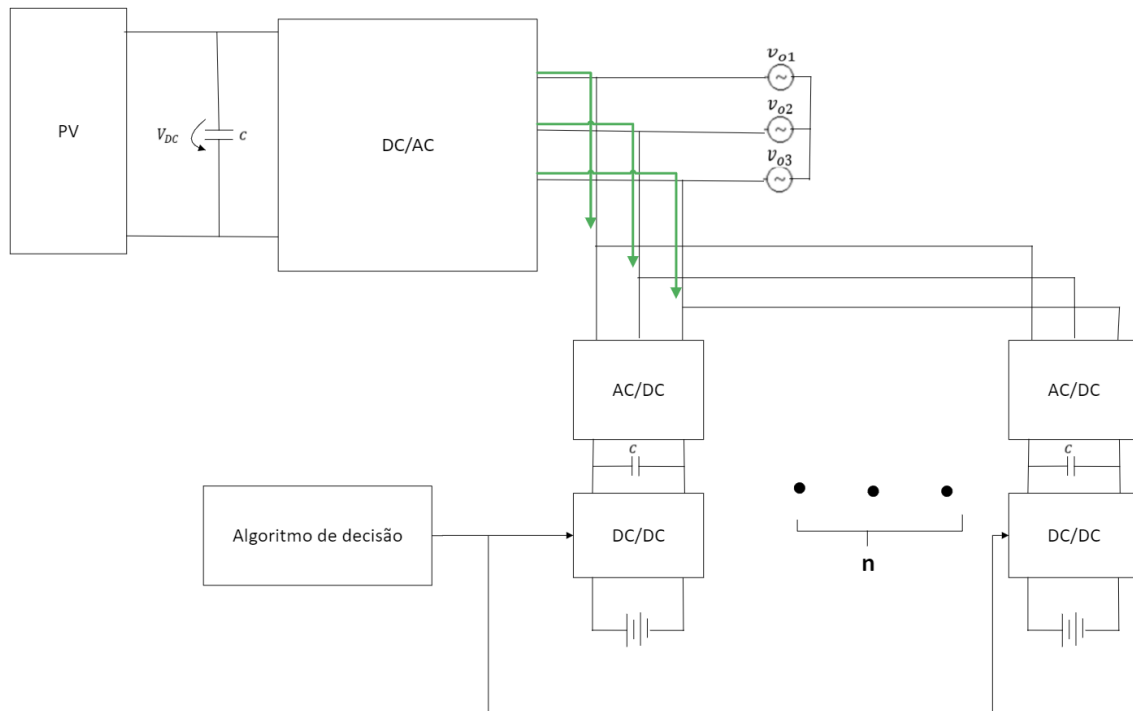 PV
V_DC
c
DC/AC
v_o1
v_o2
v_o3
~
~
~
AC/DC
AC/DC
c
c
Algoritmo de decisão
DC/DC
DC/DC
n